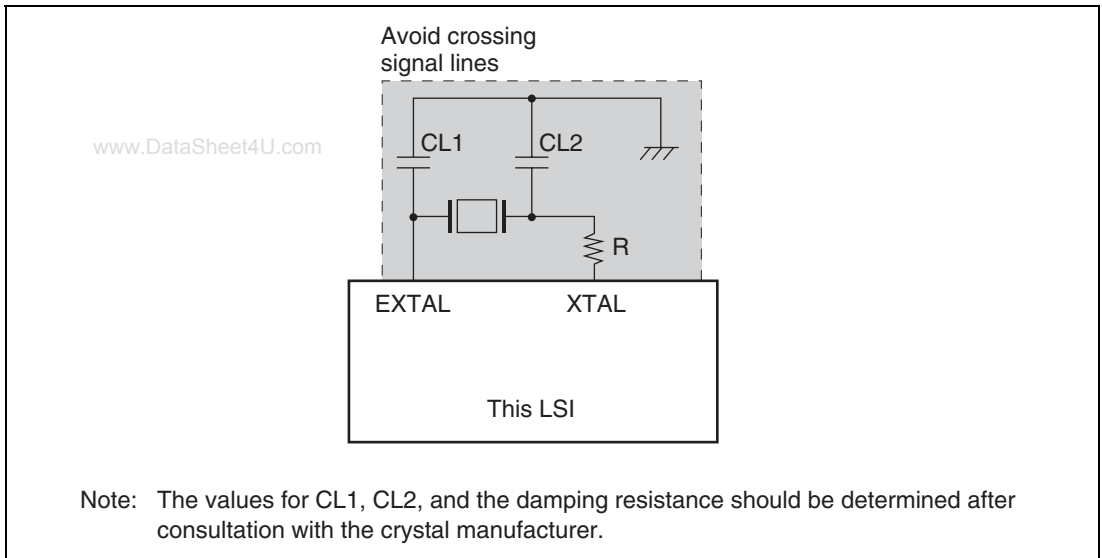 Avoid crossing
signal lines
www.DataSheet4U.com
CL1
CL2
R
EXTAL
XTAL
This LSI
Note: The values for CL1, CL2, and the damping resistance should be determined after
consultation with the crystal manufacturer.